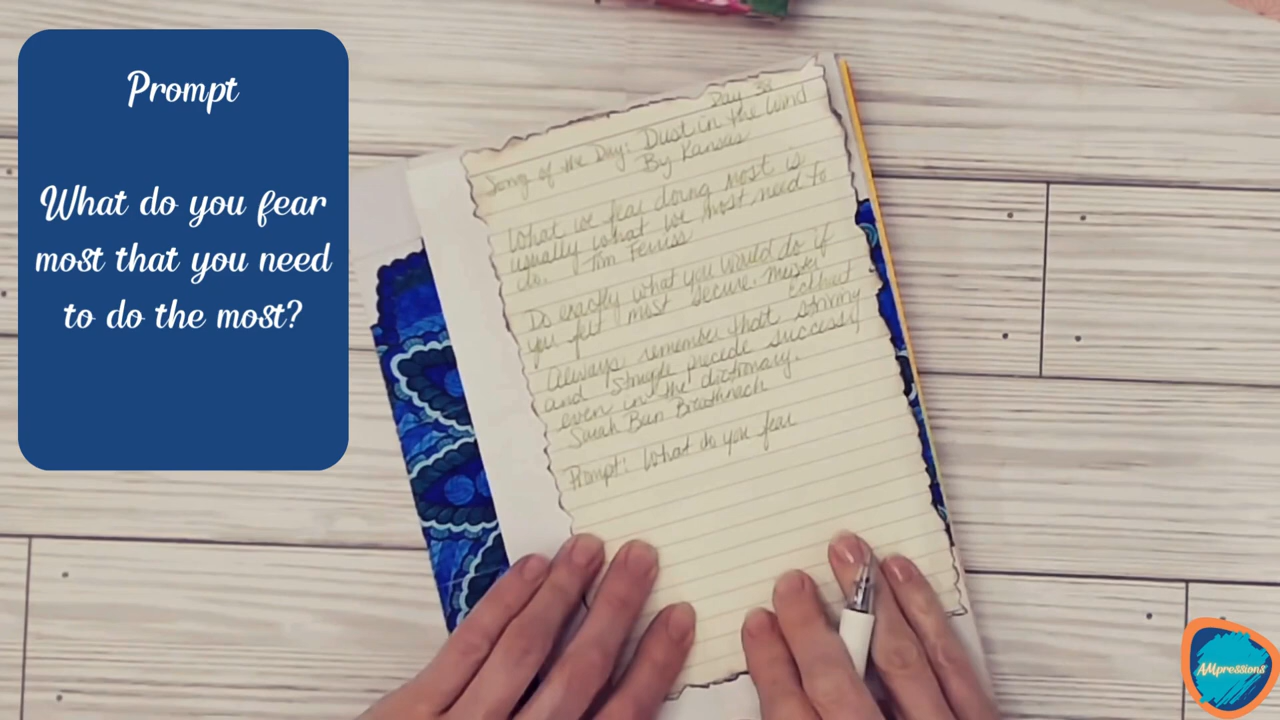 Prompt
What do you fear
most that you need
to do the most?
Day 38
Song of the Day: Dust in the Wind
By Kansas
What we fear doing most is
usually what we most need to
do. Tim Ferriss
Do exactly what you would do if
you felt most secure. Meister
Eckhart
Always remember that striving
and struggle precede success,
even in the dictionary.
Sarah Ban Breathnach
Prompt: What do you fear
AMpressions